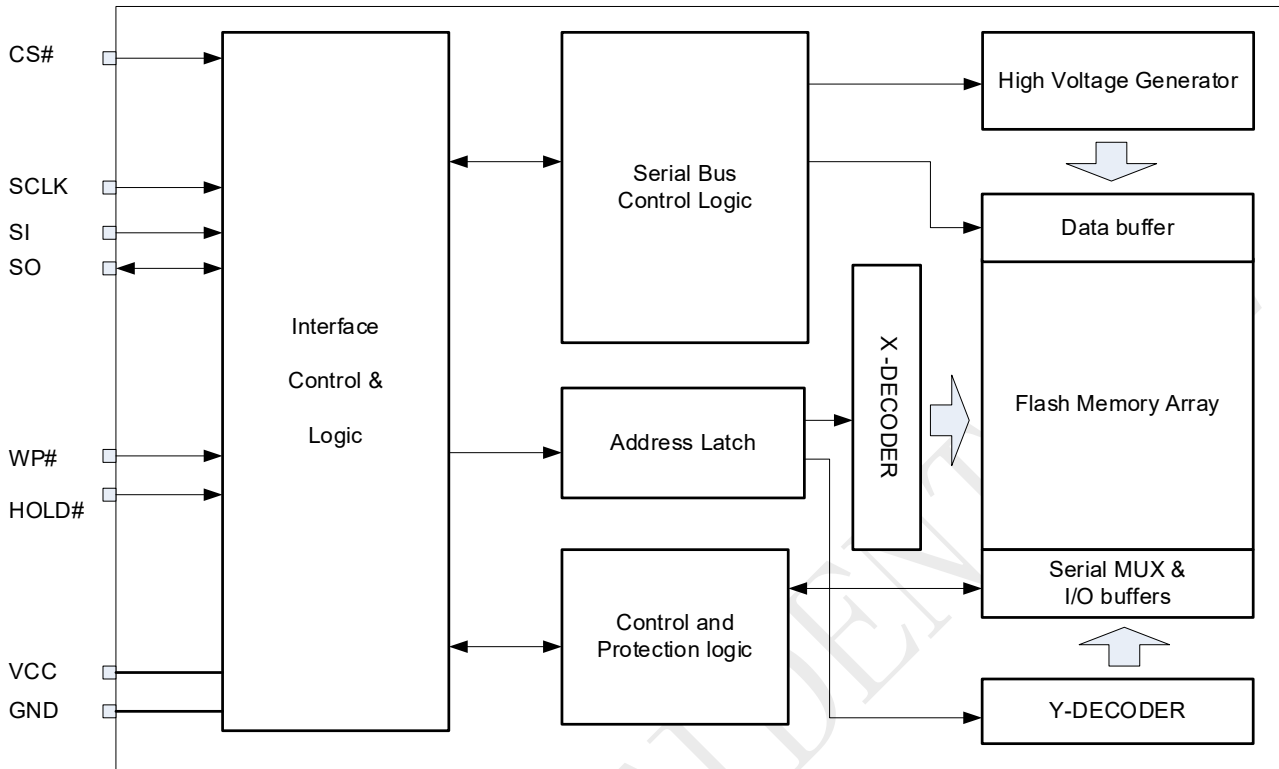 CS#
SCLK
SI
SO
WP#
HOLD#
VCC
GND
Interface
Control &
Logic
Serial Bus
Control Logic
Address Latch
Control and
Protection logic
X-DECODER
High Voltage Generator
Data buffer
Flash Memory Array
Serial MUX &
I/O buffers
Y-DECODER